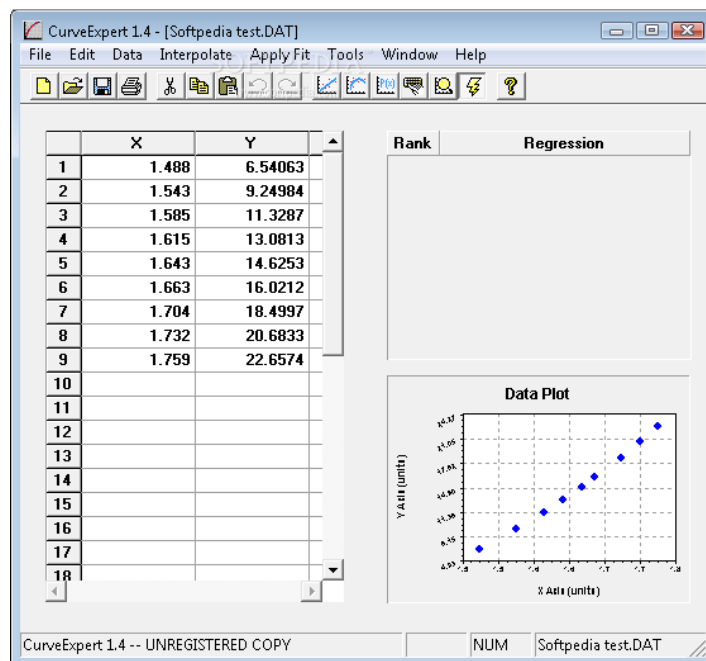 CurveExpert 1.4 - [Softpedia test.DAT]
File Edit Data Interpolate Apply Fit Tools Window Help
SOFTPEDIA
X Y
1 1.488 6.54063
2 1.543 9.24984
3 1.585 11.3287
4 1.615 13.0813
5 1.643 14.6253
6 1.663 16.0212
7 1.704 18.4997
8 1.732 20.6833
9 1.759 22.6574
10
11
12
13
14
15
16
17
18
Rank Regression
Data Plot
Y Axis (units)
X Axis (units)
CurveExpert 1.4 -- UNREGISTERED COPY NUM Softpedia test.DAT